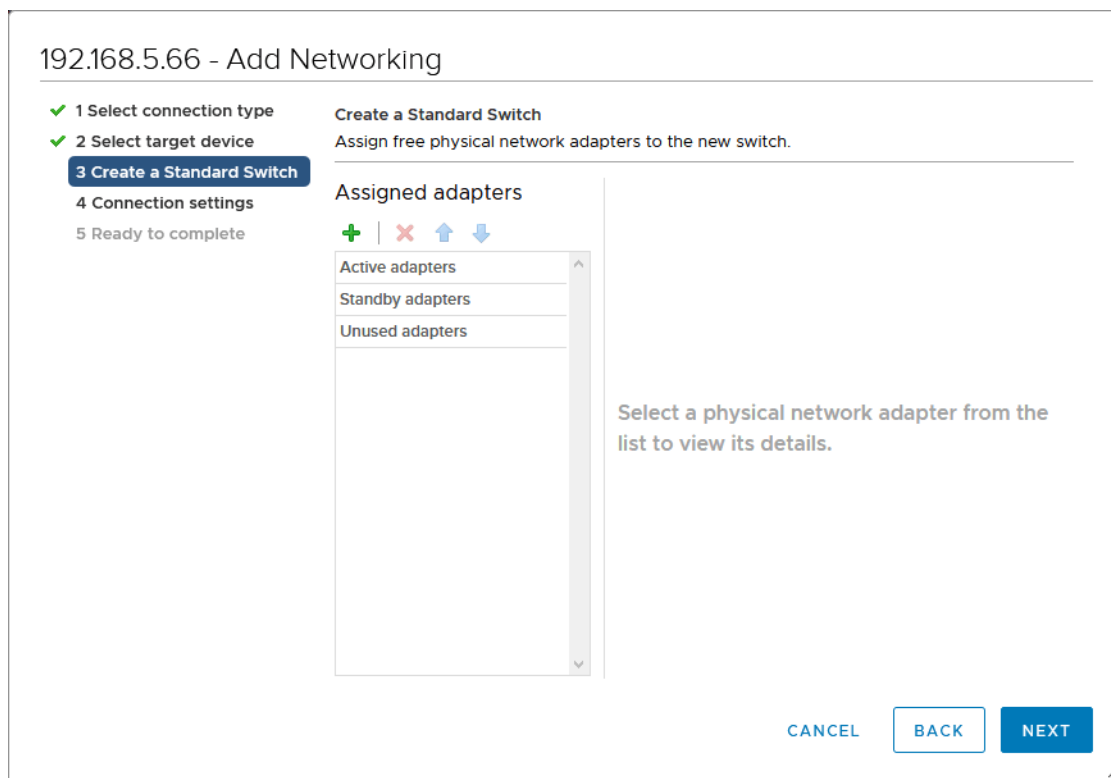 192.168.5.66 - Add Networking
1 Select connection type
2 Select target device
3 Create a Standard Switch
4 Connection settings
5 Ready to complete
Create a Standard Switch
Assign free physical network adapters to the new switch.
Assigned adapters
Active adapters
Standby adapters
Unused adapters
Select a physical network adapter from the
list to view its details.
CANCEL
BACK
NEXT